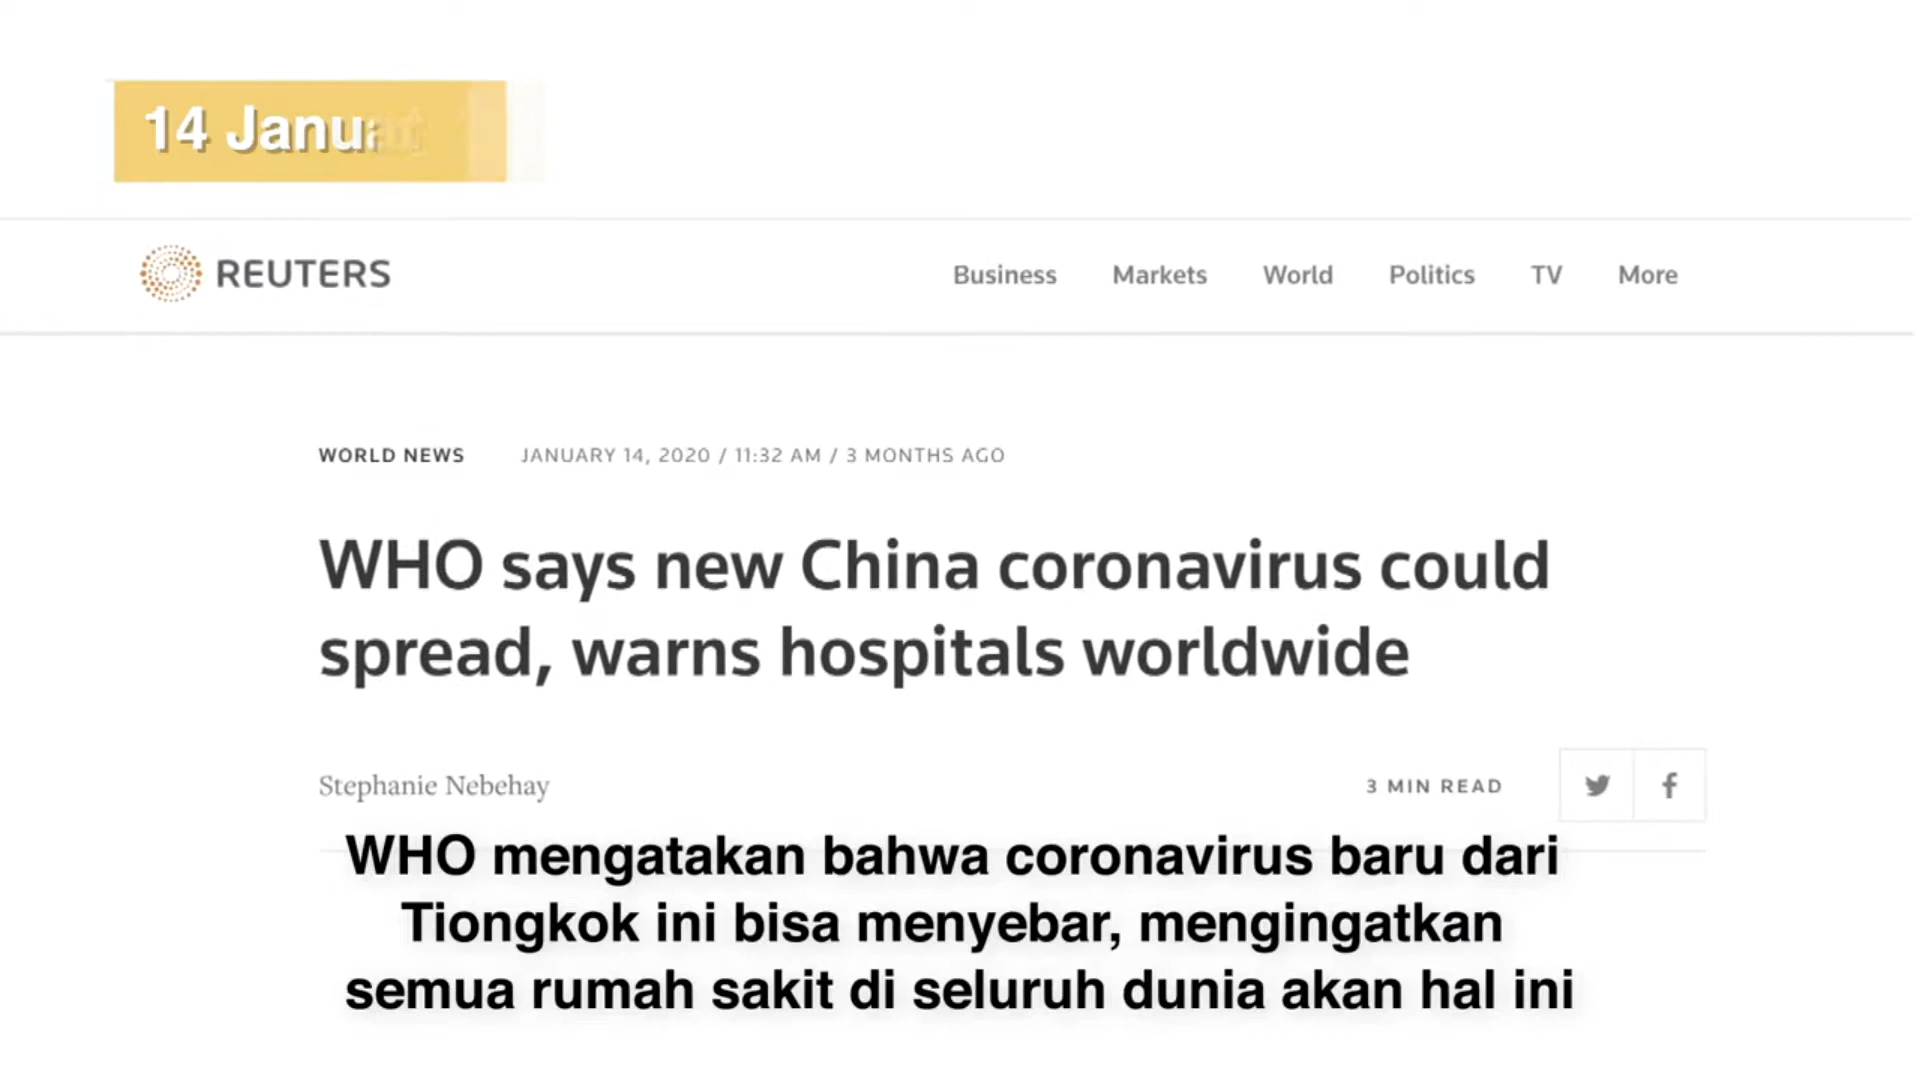 14 Janu
REUTERS
Business Markets World Politics TV More
WORLD NEWS JANUARY 14, 2020 / 11:32 AM / 3 MONTHS AGO
WHO says new China coronavirus could
spread, warns hospitals worldwide
Stephanie Nebehay
3 MIN READ
WHO mengatakan bahwa coronavirus baru dari
Tiongkok ini bisa menyebar, mengingatkan
semua rumah sakit di seluruh dunia akan hal ini